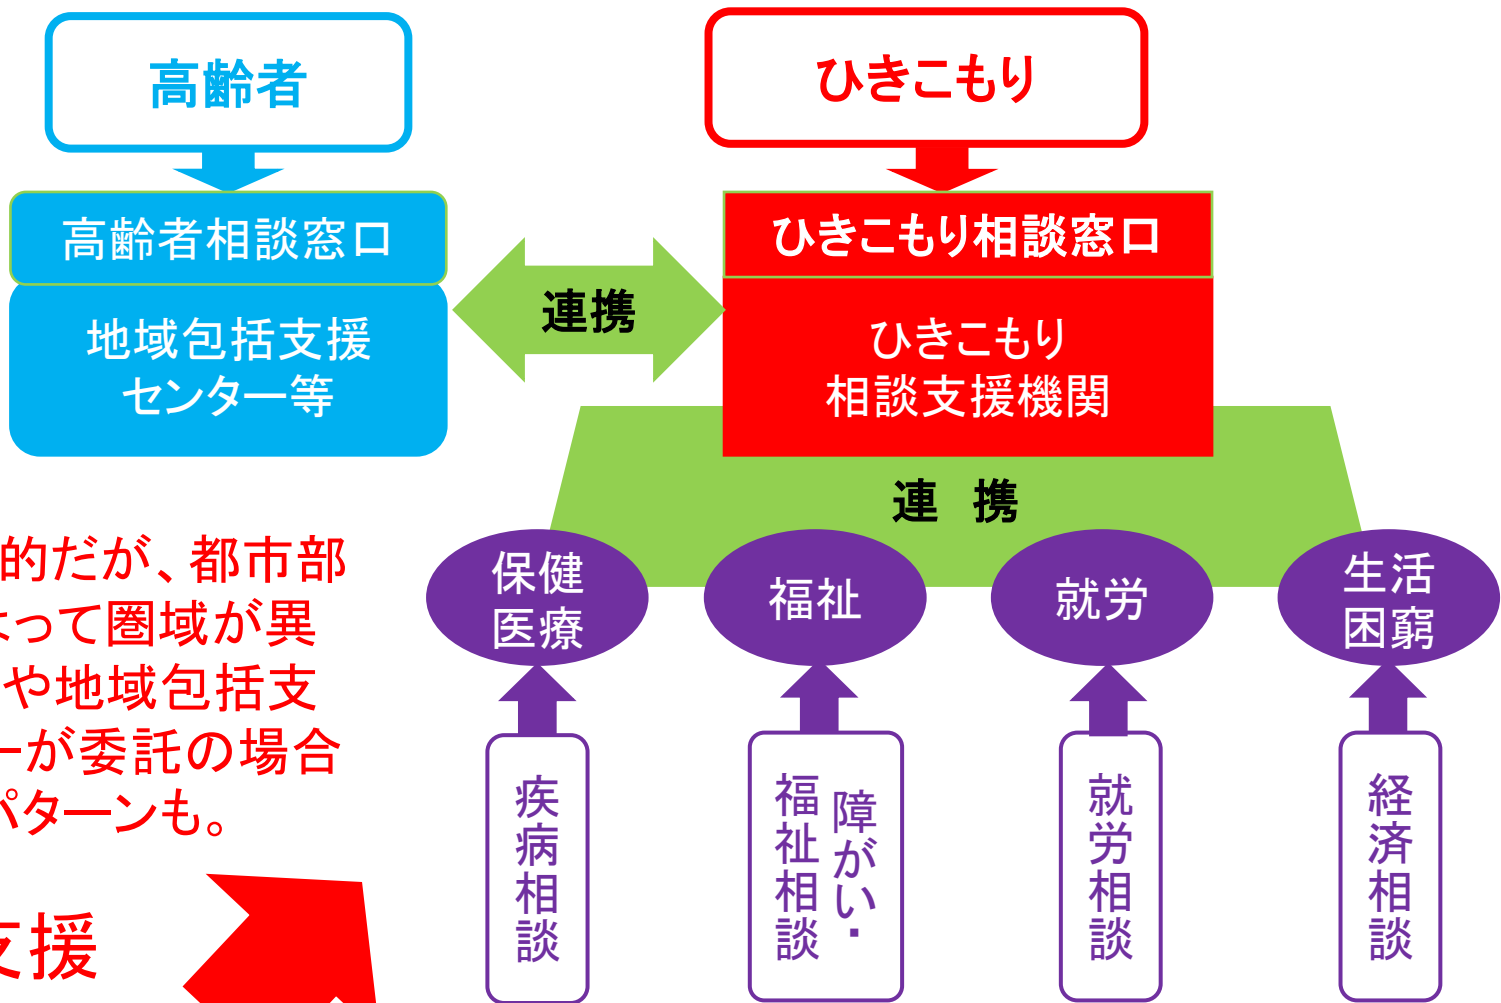 高齢者
ひきこもり
高齢者相談窓口
ひきこもり相談窓口
連携
地域包括支援
センター等
ひきこもり
相談支援機関
連 携
保健
医療
福祉
就労
生活
困窮
的だが、都市部
よって圏域が異
や地域包括支
ーが委託の場合
パターンも。
支援
疾病相談
障がい・
福祉相談
就労相談
経済相談